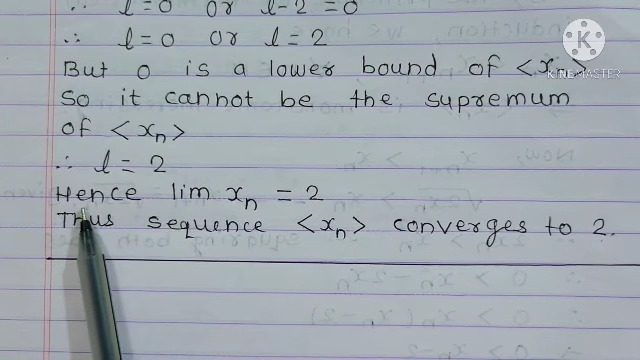 ∴ l=0 or l-2=0
∴ l=0 or l=2
But 0 is a lower bound of <xn>
So it cannot be the supremum
of <xn>
∴ l=2
Hence lim xn = 2
Thus sequence <xn> converges to 2.
KINEMASTER